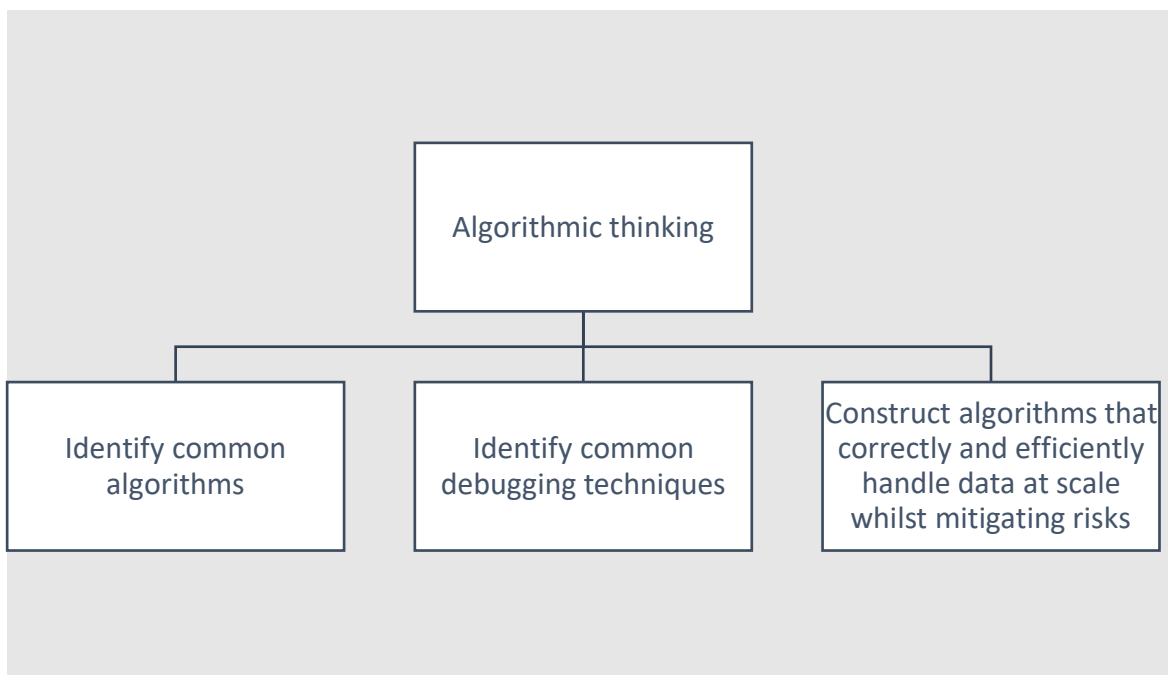 Algorithmic thinking
Identify common
algorithms
Identify common
debugging techniques
Construct algorithms that
correctly and efficiently
handle data at scale
whilst mitigating risks